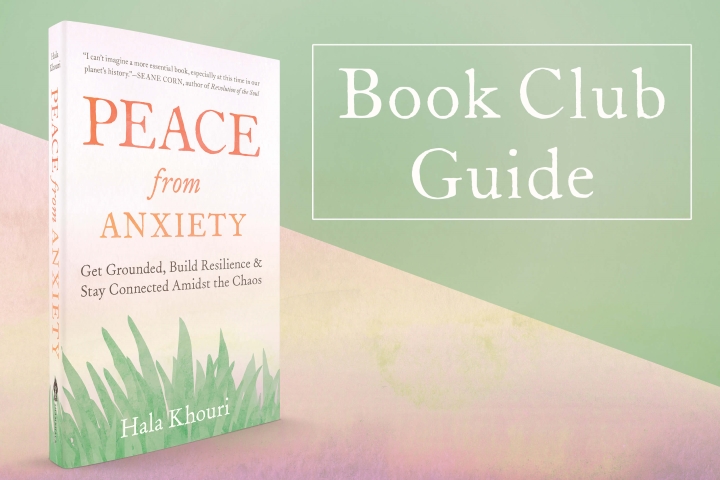 Hala
Khouri
PEACE from ANXIETY
"I can't imagine a more essential book, especially at this time in our
planet's history."—SEANE CORN, author of Revolution of the Soul
PEACE
from
ANXIETY
Get Grounded, Build Resilience &
Stay Connected Amidst the Chaos
Hala Khouri
Book Club
Guide